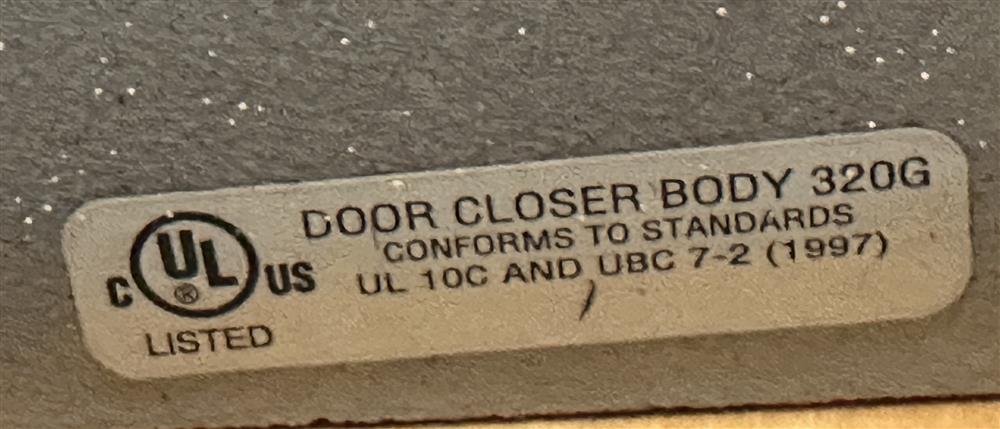 DOOR CLOSER BODY 320G
CONFORMS TO STANDARDS
UL 10C AND UBC 7-2 (1997)
C UL® US
LISTED